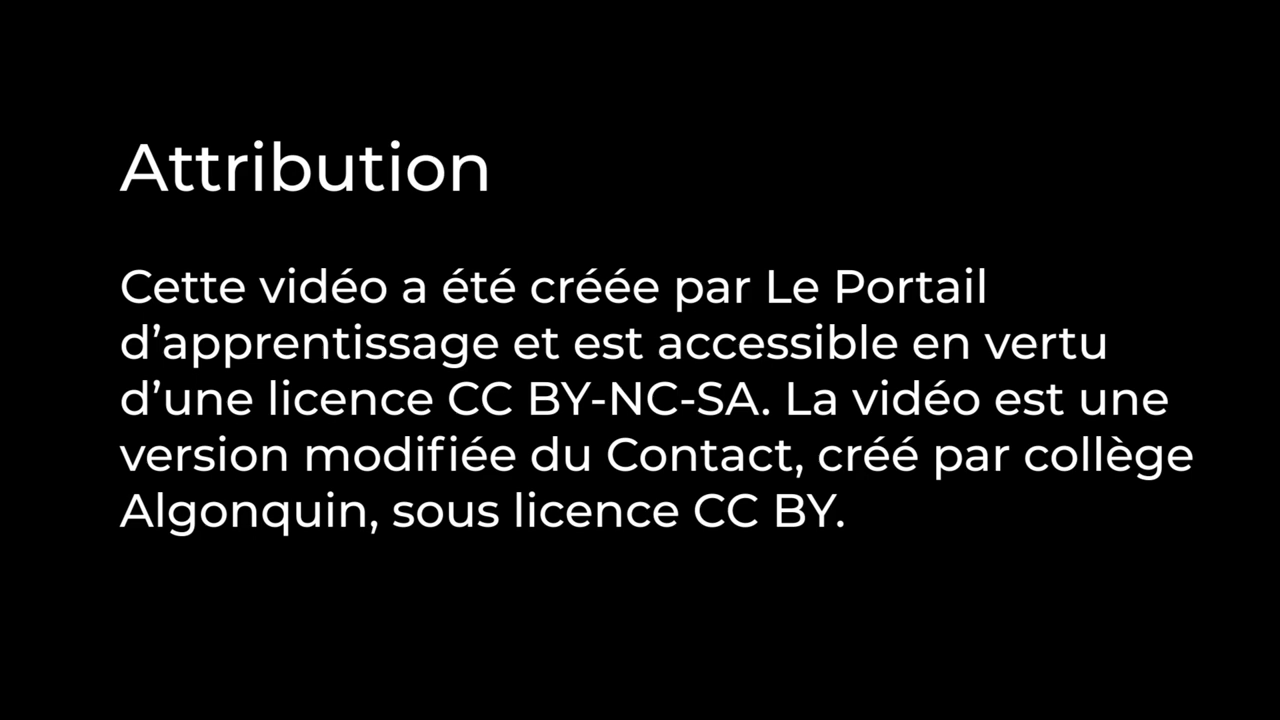 Attribution
Cette vidéo a été créée par Le Portail
d’apprentissage et est accessible en vertu
d’une licence CC BY-NC-SA. La vidéo est une
version modifiée du Contact, créé par collège
Algonquin, sous licence CC BY.